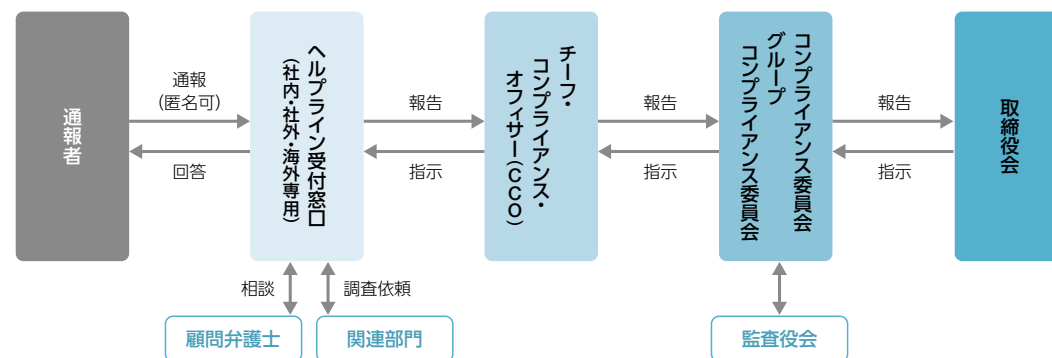 通報者
通報
(匿名可)
回答
ヘルプライン受付窓口
(社内・社外・海外専用)
報告
指示
チーフ・
コンプライアンス・
オフィサー(CCO)
報告
指示
コンプライアンス委員会
グループ
コンプライアンス委員会
報告
指示
取締役会
相談
調査依頼
顧問弁護士
関連部門
監査役会